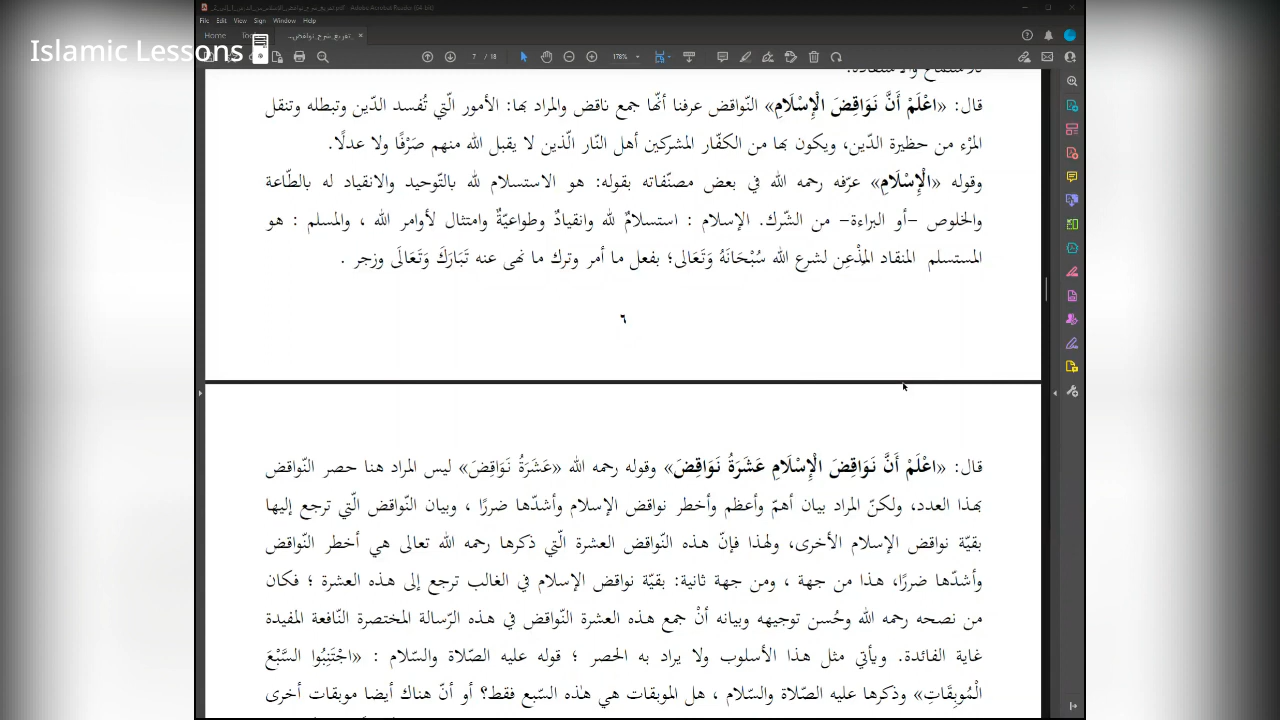 Islamic Lessons
File Edit View Sign Window Help
Home
7 / 18
178%
قال: «اعْلَمْ أَنَّ نَوَاقِضَ الْإِسْلَامِ» النّواقض عرفنا أنّها جمع ناقض والمراد بها: الأمور الّتي تُفسد الدّين وتبطله وتنقل
المرْء من حظيرة الدّين، ويكون بها من الكفّار المشركين أهل النّار الّذين لا يقبل الله منهم صَرْفًا ولا عدلًا.
وقوله «الْإِسْلَامِ» عرّفه رحمه الله في بعض مصنّفاته بقوله: هو الاستسلام لله بالتّوحيد والانقياد له بالطّاعة
والخلوص –أو البراءة– من الشّرك. الإسلام : استسلامٌ لله وانقيادٌ وطواعيّةٌ وامتثال لأوامر الله ، والمسلم : هو
المستسلم المنقاد المذْعِن لشرع الله سُبْحَانَهُ وَتَعَالى؛ بفعل ما أمر وترك ما نهى عنه تَبَارَكَ وَتَعَالَى وزجر .
٦
قال: «اعْلَمْ أَنَّ نَوَاقِضَ الْإِسْلَامِ عَشَرَةُ نَوَاقِضَ» وقوله رحمه الله «عَشَرَةُ نَوَاقِضَ» ليس المراد هنا حصر النّواقض
بهذا العدد، ولكنّ المراد بيان أهمّ وأعظم وأخطر نواقض الإسلام وأشدّها ضررًا ، وبيان النّواقض الّتي ترجع إليها
بقيّة نواقض الإسلام الأخرى، ولهذا فإنّ هذه النّواقض العشرة الّتي ذكرها رحمه الله تعالى هي أخطر النّواقض
وأشدّها ضررًا، هذا من جهة ، ومن جهة ثانية: بقيّة نواقض الإسلام في الغالب ترجع إلى هذه العشرة ؛ فكان
من نصحه رحمه الله وحُسن توجيهه وبيانه أنْ جمع هذه العشرة النّواقض في هذه الرّسالة المختصرة النّافعة المفيدة
غاية الفائدة. ويأتي مثل هذا الأسلوب ولا يراد به الحصر ؛ قوله عليه الصّلاة والسّلام : «اجْتَنِبُوا السَّبْعَ
الْمُوبِقَاتِ» وذكرها عليه الصّلاة والسّلام ، هل الموبقات هي هذه السّبع فقط؟ أو أنّ هناك أيضا موبقات أخرى